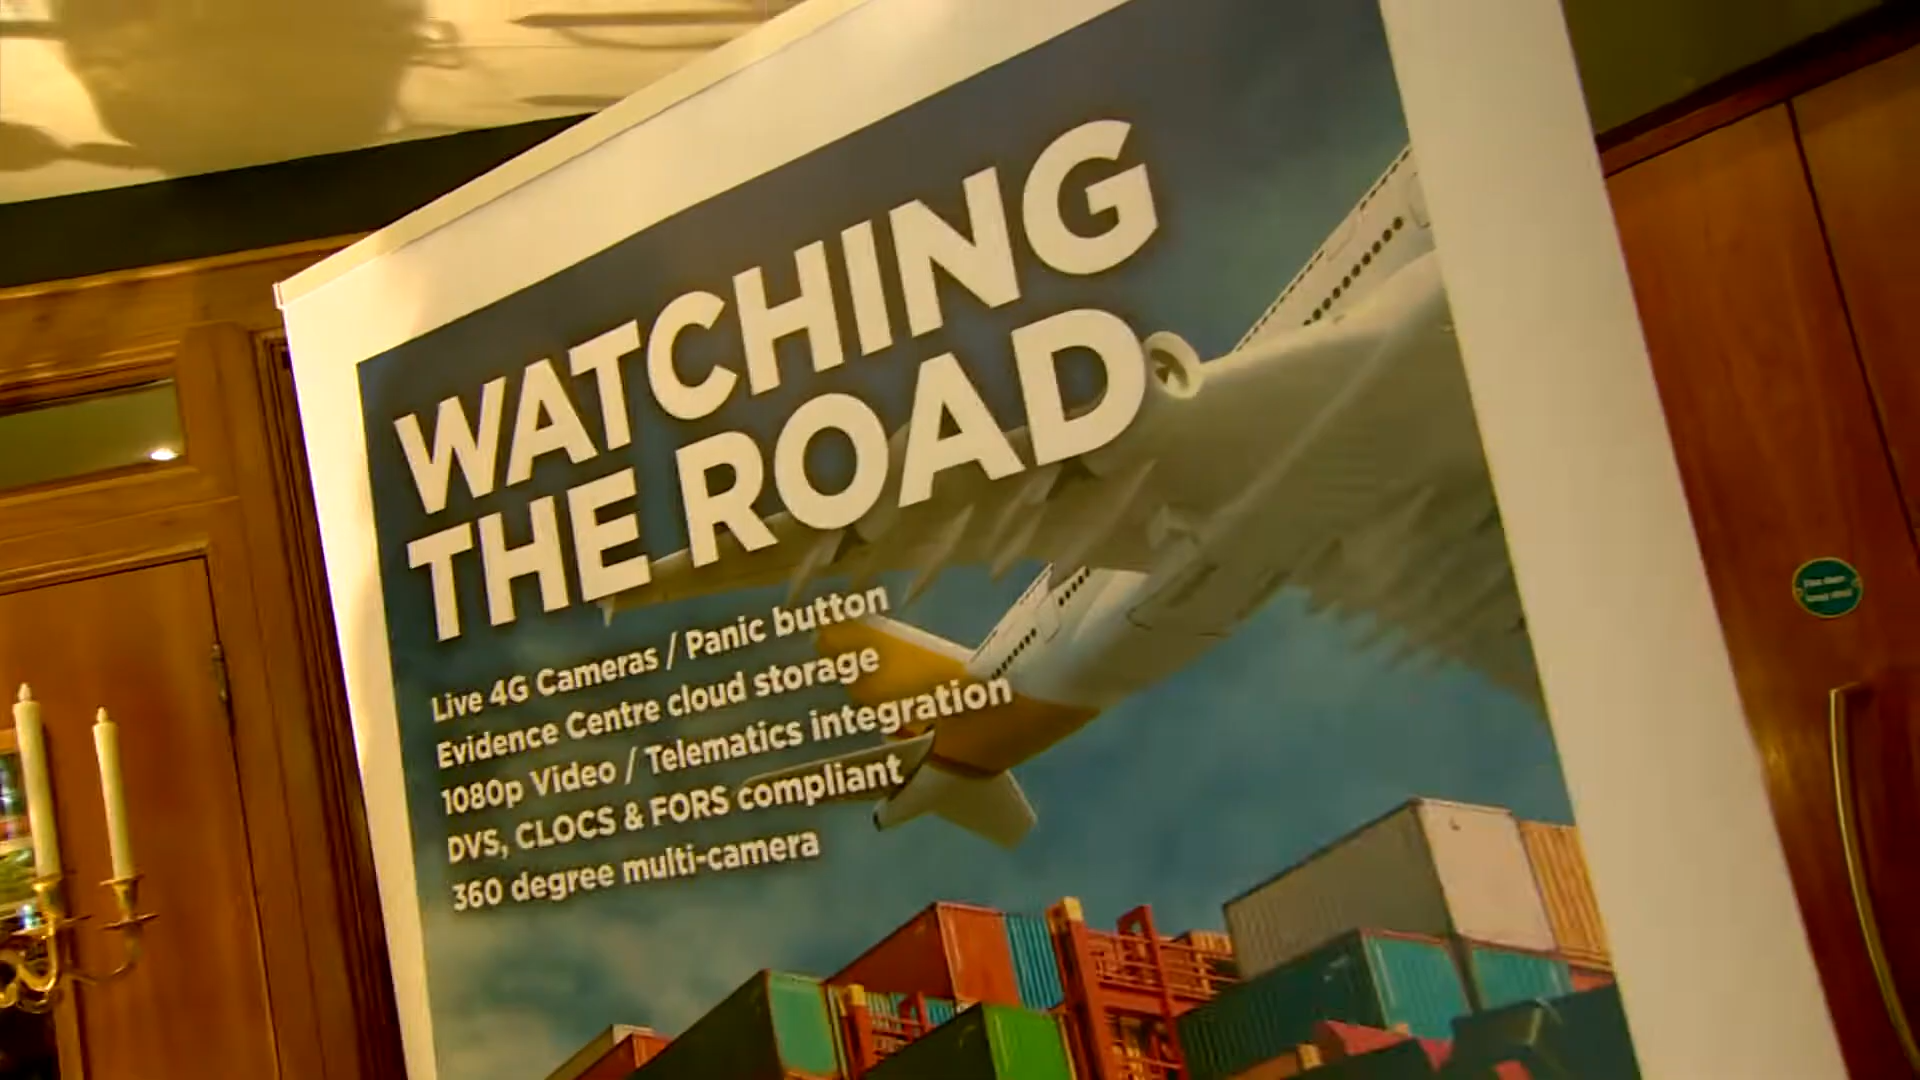 WATCHING
THE ROAD
Live 4G Cameras / Panic button
Evidence Centre cloud storage
1080p Video / Telematics integration
DVS, CLOCS & FORS compliant
360 degree multi-camera